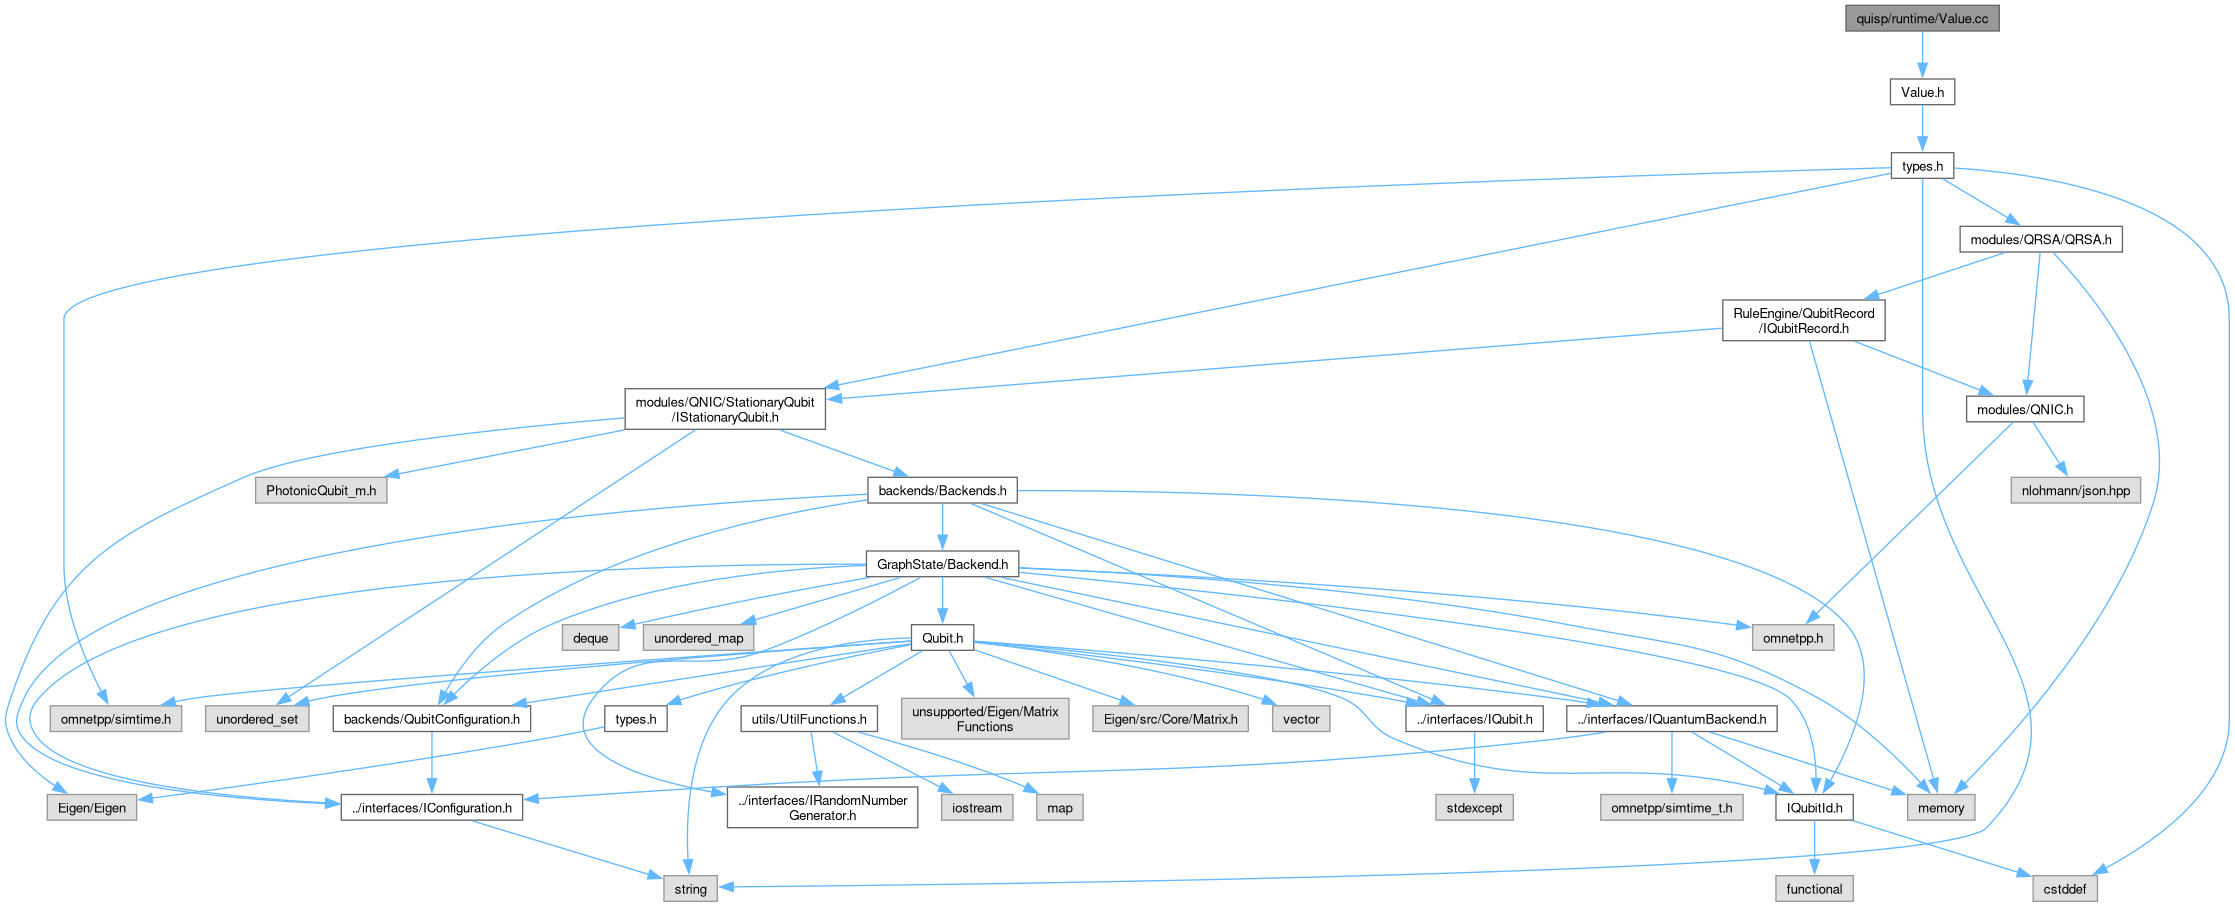 quisp/runtime/Value.cc
Value.h
types.h
modules/QRSA/QRSA.h
RuleEngine/QubitRecord
/IQubitRecord.h
modules/QNIC/StationaryQubit
/IStationaryQubit.h
modules/QNIC.h
PhotonicQubit_m.h
backends/Backends.h
nlohmann/json.hpp
GraphState/Backend.h
deque
unordered_map
Qubit.h
omnetpp.h
omnetpp/simtime.h
unordered_set
backends/QubitConfiguration.h
types.h
utils/UtilFunctions.h
unsupported/Eigen/Matrix
Functions
Eigen/src/Core/Matrix.h
vector
../interfaces/IQubit.h
../interfaces/IQuantumBackend.h
Eigen/Eigen
../interfaces/IConfiguration.h
../interfaces/IRandomNumber
Generator.h
iostream
map
stdexcept
omnetpp/simtime_t.h
IQubitId.h
memory
string
functional
cstddef